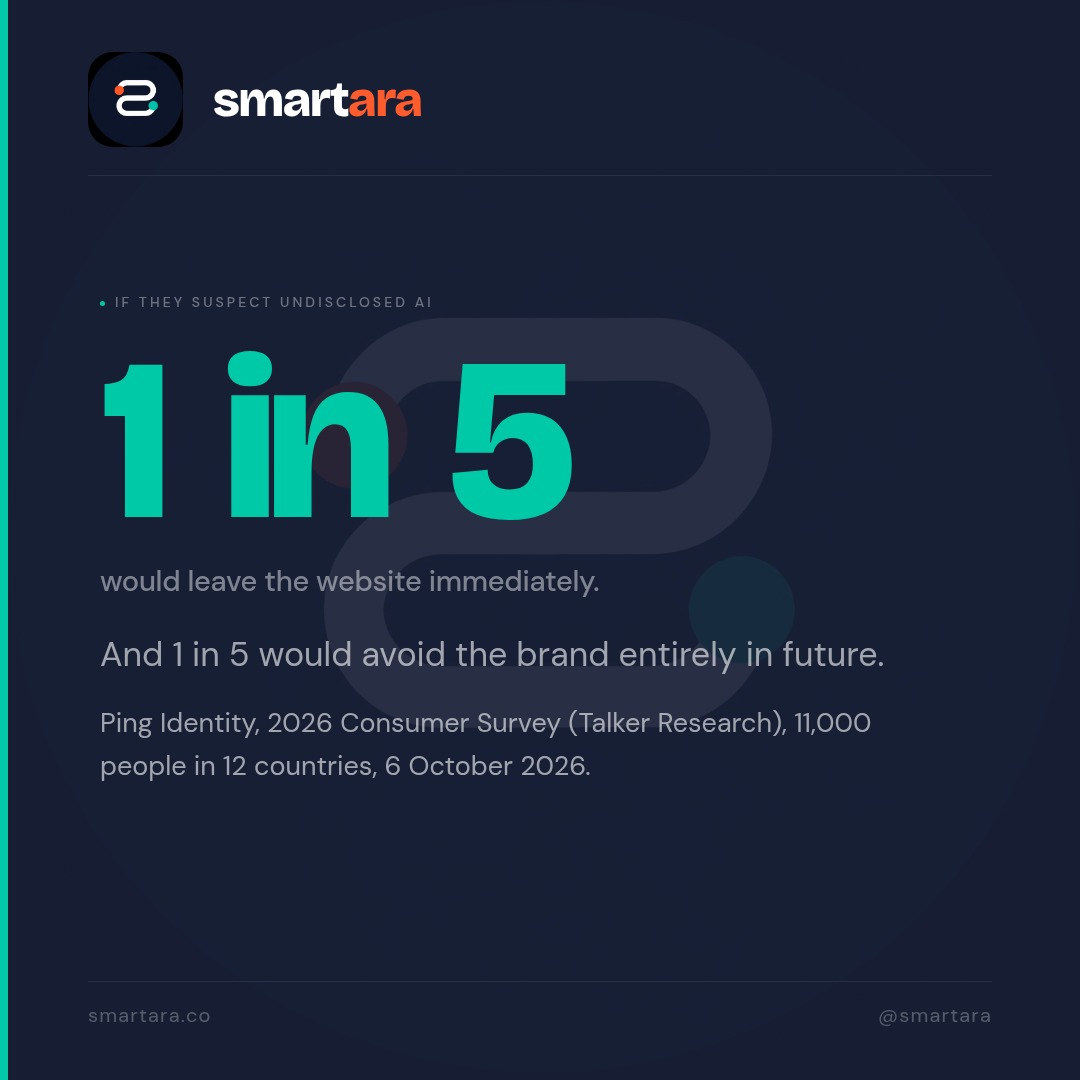 smartara
IF THEY SUSPECT UNDISCLOSED AI
1 in 5
would leave the website immediately.
And 1 in 5 would avoid the brand entirely in future.
Ping Identity, 2026 Consumer Survey (Talker Research), 11,000
people in 12 countries, 6 October 2026.
smartara.co
@smartara